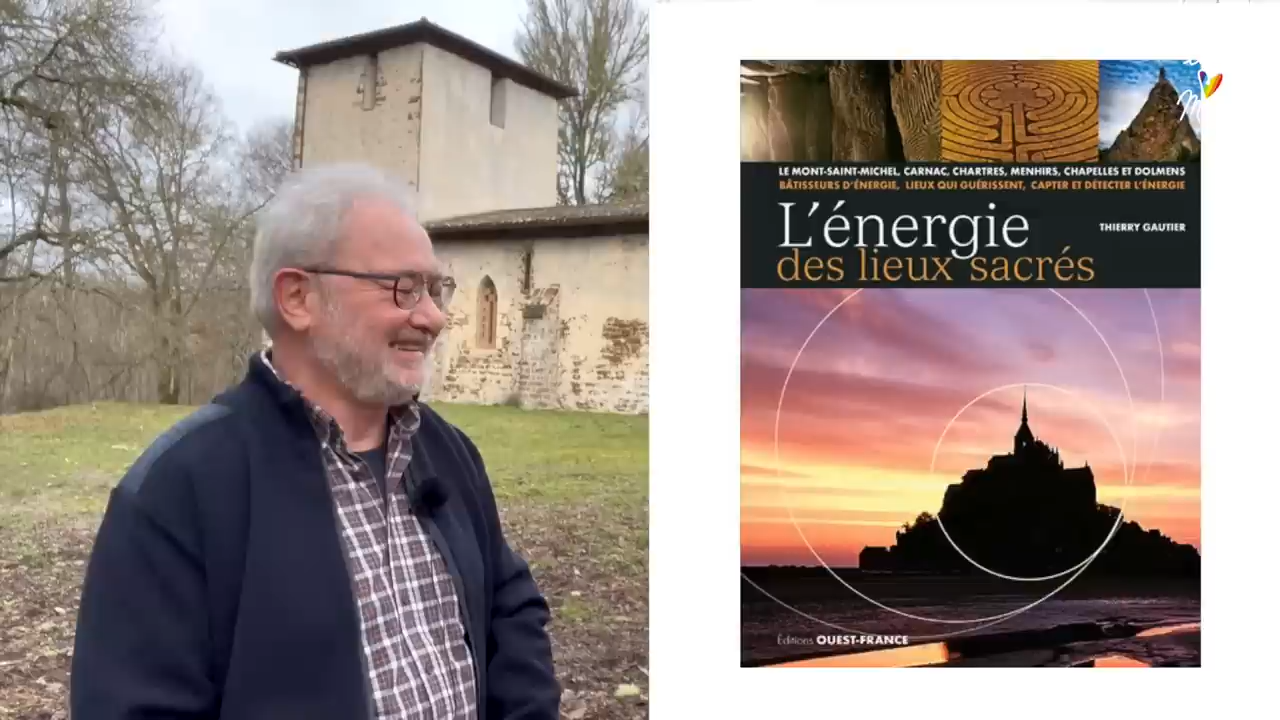 LE MONT-SAINT-MICHEL, CARNAC, CHARTRES, MENHIRS, CHAPELLES ET DOLMENS
BÂTISSEURS D'ÉNERGIE, LIEUX QUI GUÉRISSENT, CAPTER ET DÉTECTER L'ÉNERGIE
L'énergie
THIERRY GAUTIER
des lieux sacrés
Éditions OUEST-FRANCE